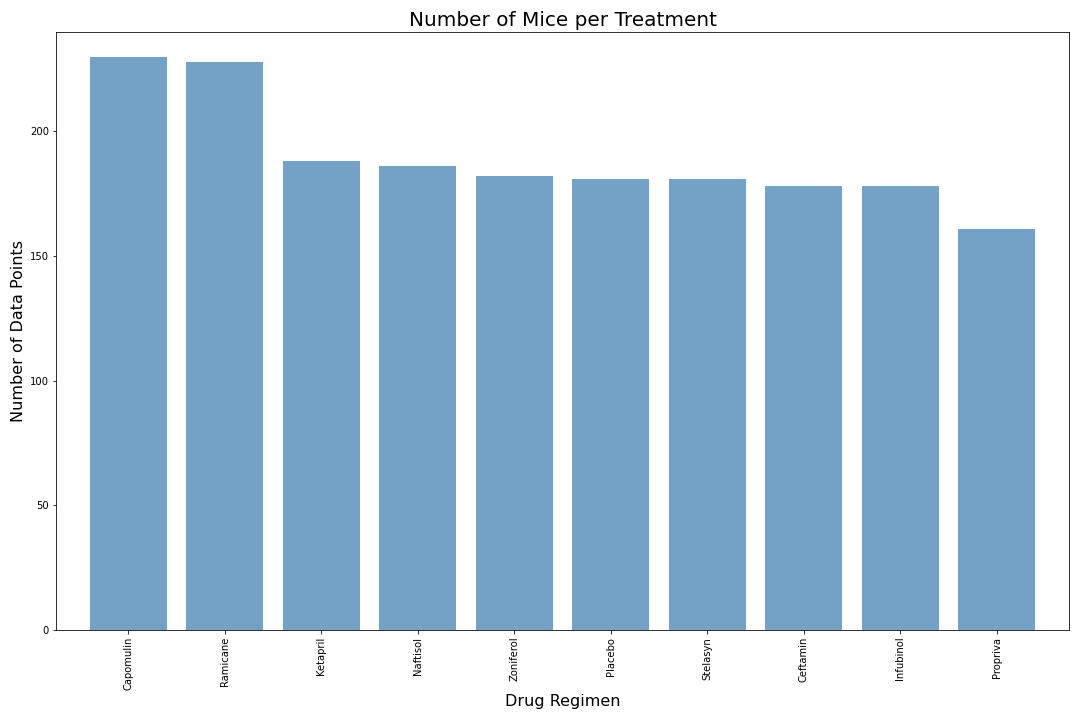 Number of Mice per Treatment
Number of Data Points
200
150
100
50
0
Capomulin
Ramicane
Ketapril
Naftisol
Zoniferol
Placebo
Stelasyn
Ceftamin
Infubinol
Propriva
Drug Regimen